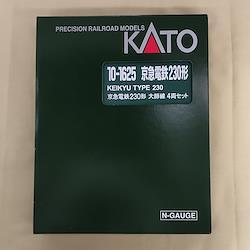 PRECISION RAILROAD MODELS
KATO
10-1625 京急電鉄230形
KEIKYU TYPE 230
京急電鉄230形 大師線 4両セット
N-GAUGE